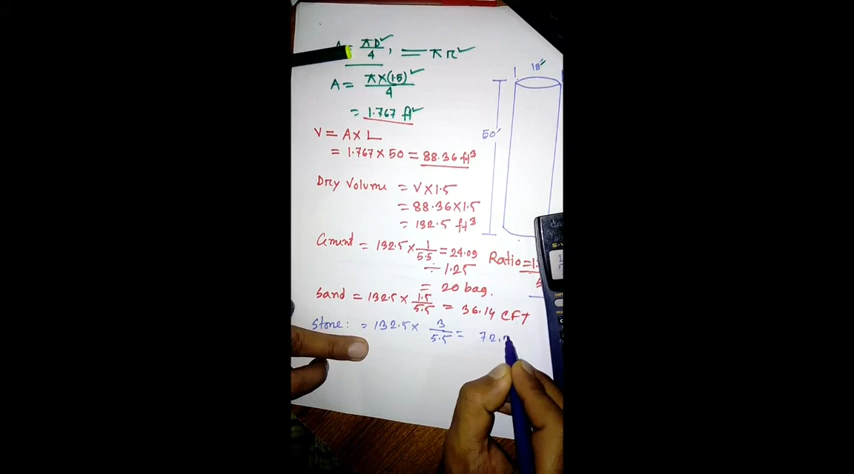 = πD²/4, = πR²
A = π×(1.5)²/4
= 1.767 ft²
V = A × L
= 1.767 × 50 = 88.36 ft³
Dry Volume = V×1.5
= 88.36×1.5
= 132.5 ft³
Cement = 132.5 × 1/5.5 = 24.09
÷ 1.25
= 20 bag.
Sand = 132.5 × 1.5/5.5 = 36.14 CFT
Stone: = 132.5 × 3/5.5 = 72.
18"
50'
Ratio = 1.